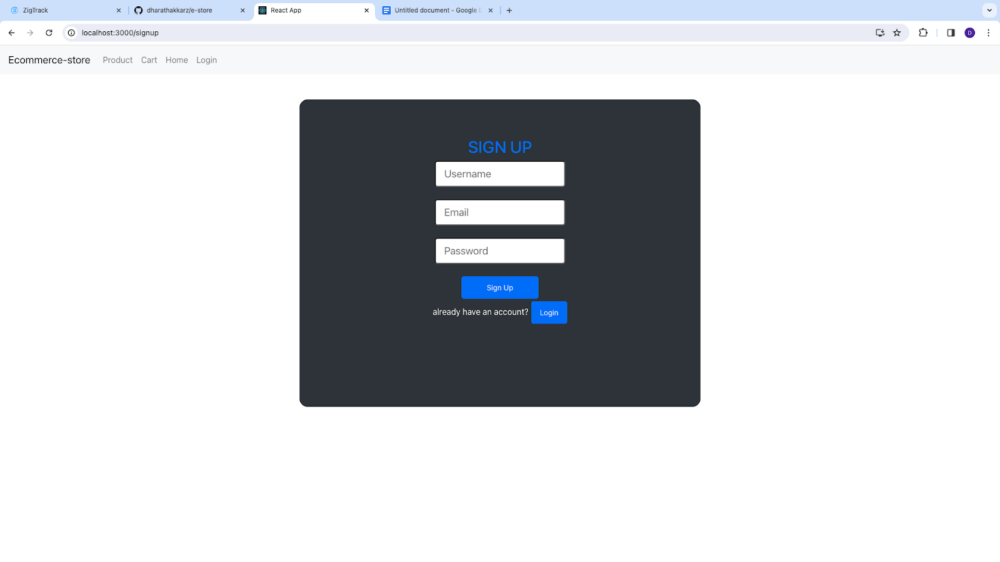 ZigTrack
dharathakkarz/e-store
React App
Untitled document - Google
localhost:3000/signup
D
Ecommerce-store Product Cart Home Login
SIGN UP
Username
Email
Password
Sign Up
already have an account? Login